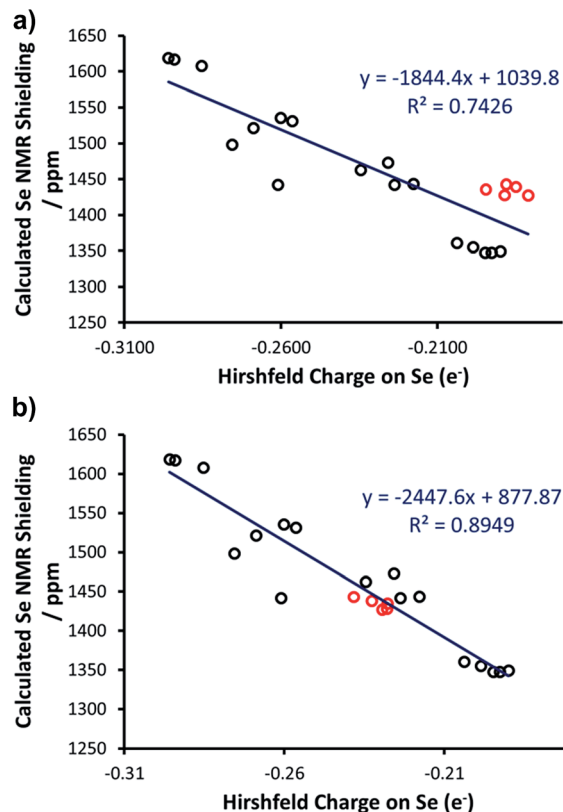 a)
1650
1600
1550
1500
1450
1400
1350
1300
1250
Calculated Se NMR Shielding
/ ppm
y = -1844.4x + 1039.8
R² = 0.7426
-0.3100 -0.2600 -0.2100
Hirshfeld Charge on Se (e⁻)
b)
1650
1600
1550
1500
1450
1400
1350
1300
1250
Calculated Se NMR Shielding
/ ppm
y = -2447.6x + 877.87
R² = 0.8949
-0.31 -0.26 -0.21
Hirshfeld Charge on Se (e⁻)